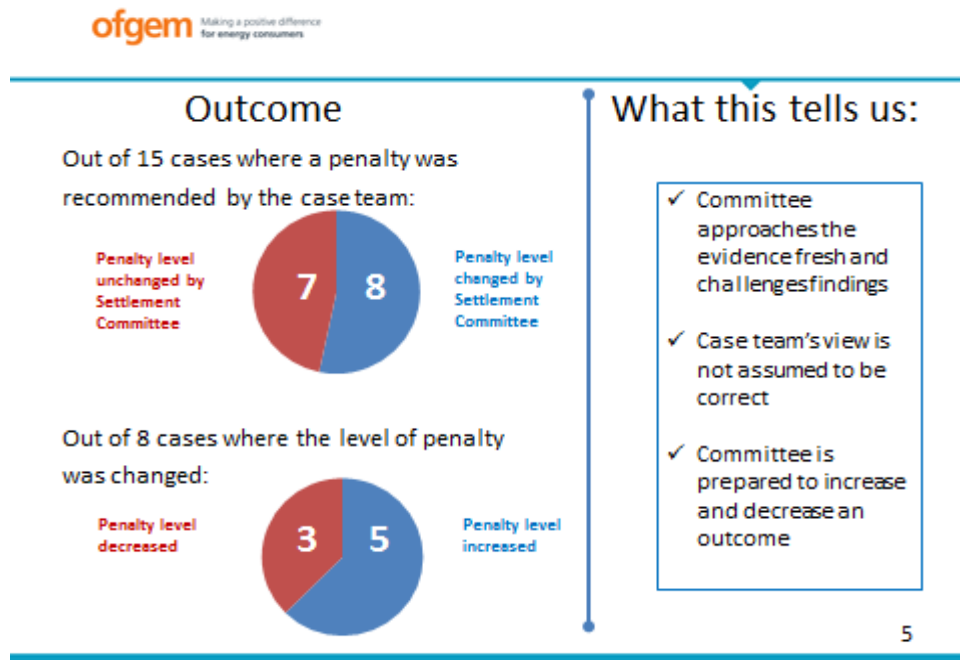 ofgem
Making a positive difference
for energy consumers
Outcome
Out of 15 cases where a penalty was
recommended by the case team:
Penalty level
unchanged by
Settlement
Committee
7
8
Penalty level
changed by
Settlement
Committee
Out of 8 cases where the level of penalty
was changed:
Penalty level
decreased
3
5
Penalty level
increased
What this tells us:
✓ Committee
approaches the
evidence fresh and
challenges findings
✓ Case team's view is
not assumed to be
correct
✓ Committee is
prepared to increase
and decrease an
outcome
5